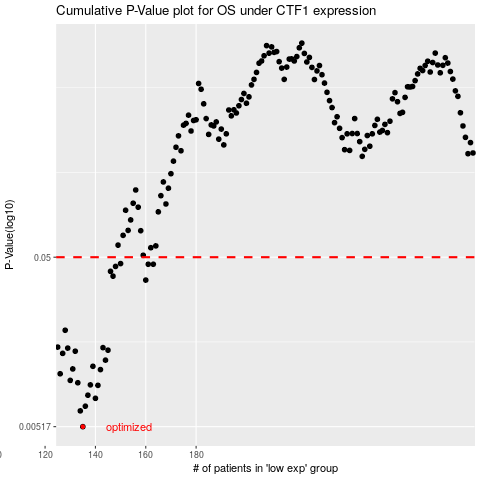 Cumulative P-Value plot for OS under CTF1 expression
P-Value(log10)
0.05
0.00517
optimized
0 120 140 160 180
# of patients in 'low exp' group